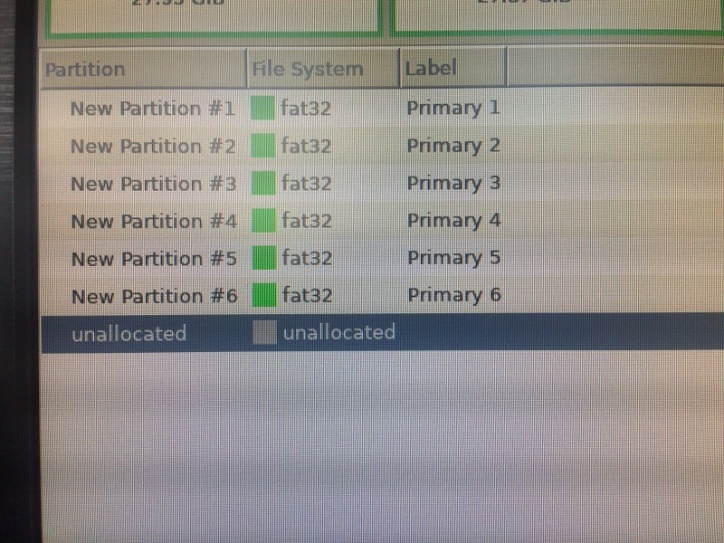 Partition File System Label
New Partition #1 fat32 Primary 1
New Partition #2 fat32 Primary 2
New Partition #3 fat32 Primary 3
New Partition #4 fat32 Primary 4
New Partition #5 fat32 Primary 5
New Partition #6 fat32 Primary 6
unallocated unallocated